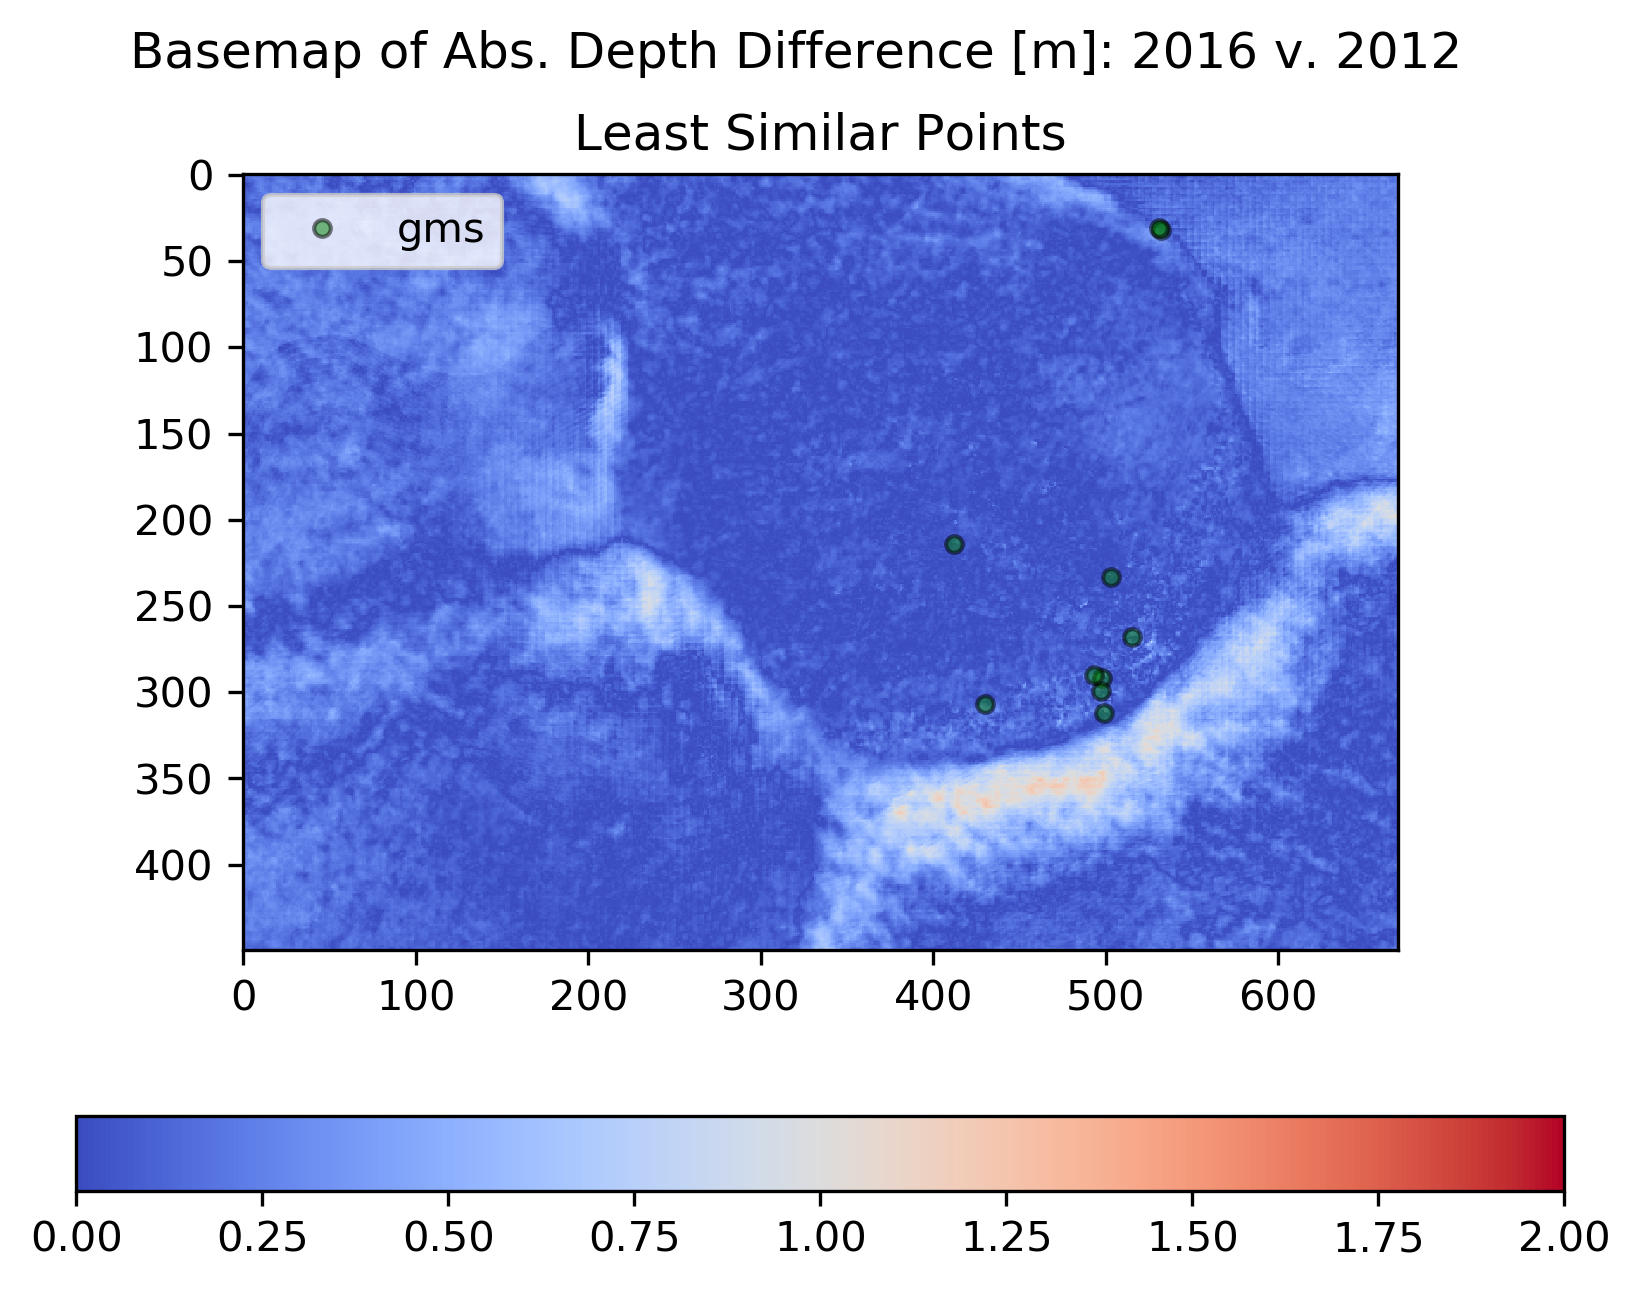 Basemap of Abs. Depth Difference [m]: 2016 v. 2012
Least Similar Points
gms
0
50
100
150
200
250
300
350
400
0 100 200 300 400 500 600
0.00 0.25 0.50 0.75 1.00 1.25 1.50 1.75 2.00